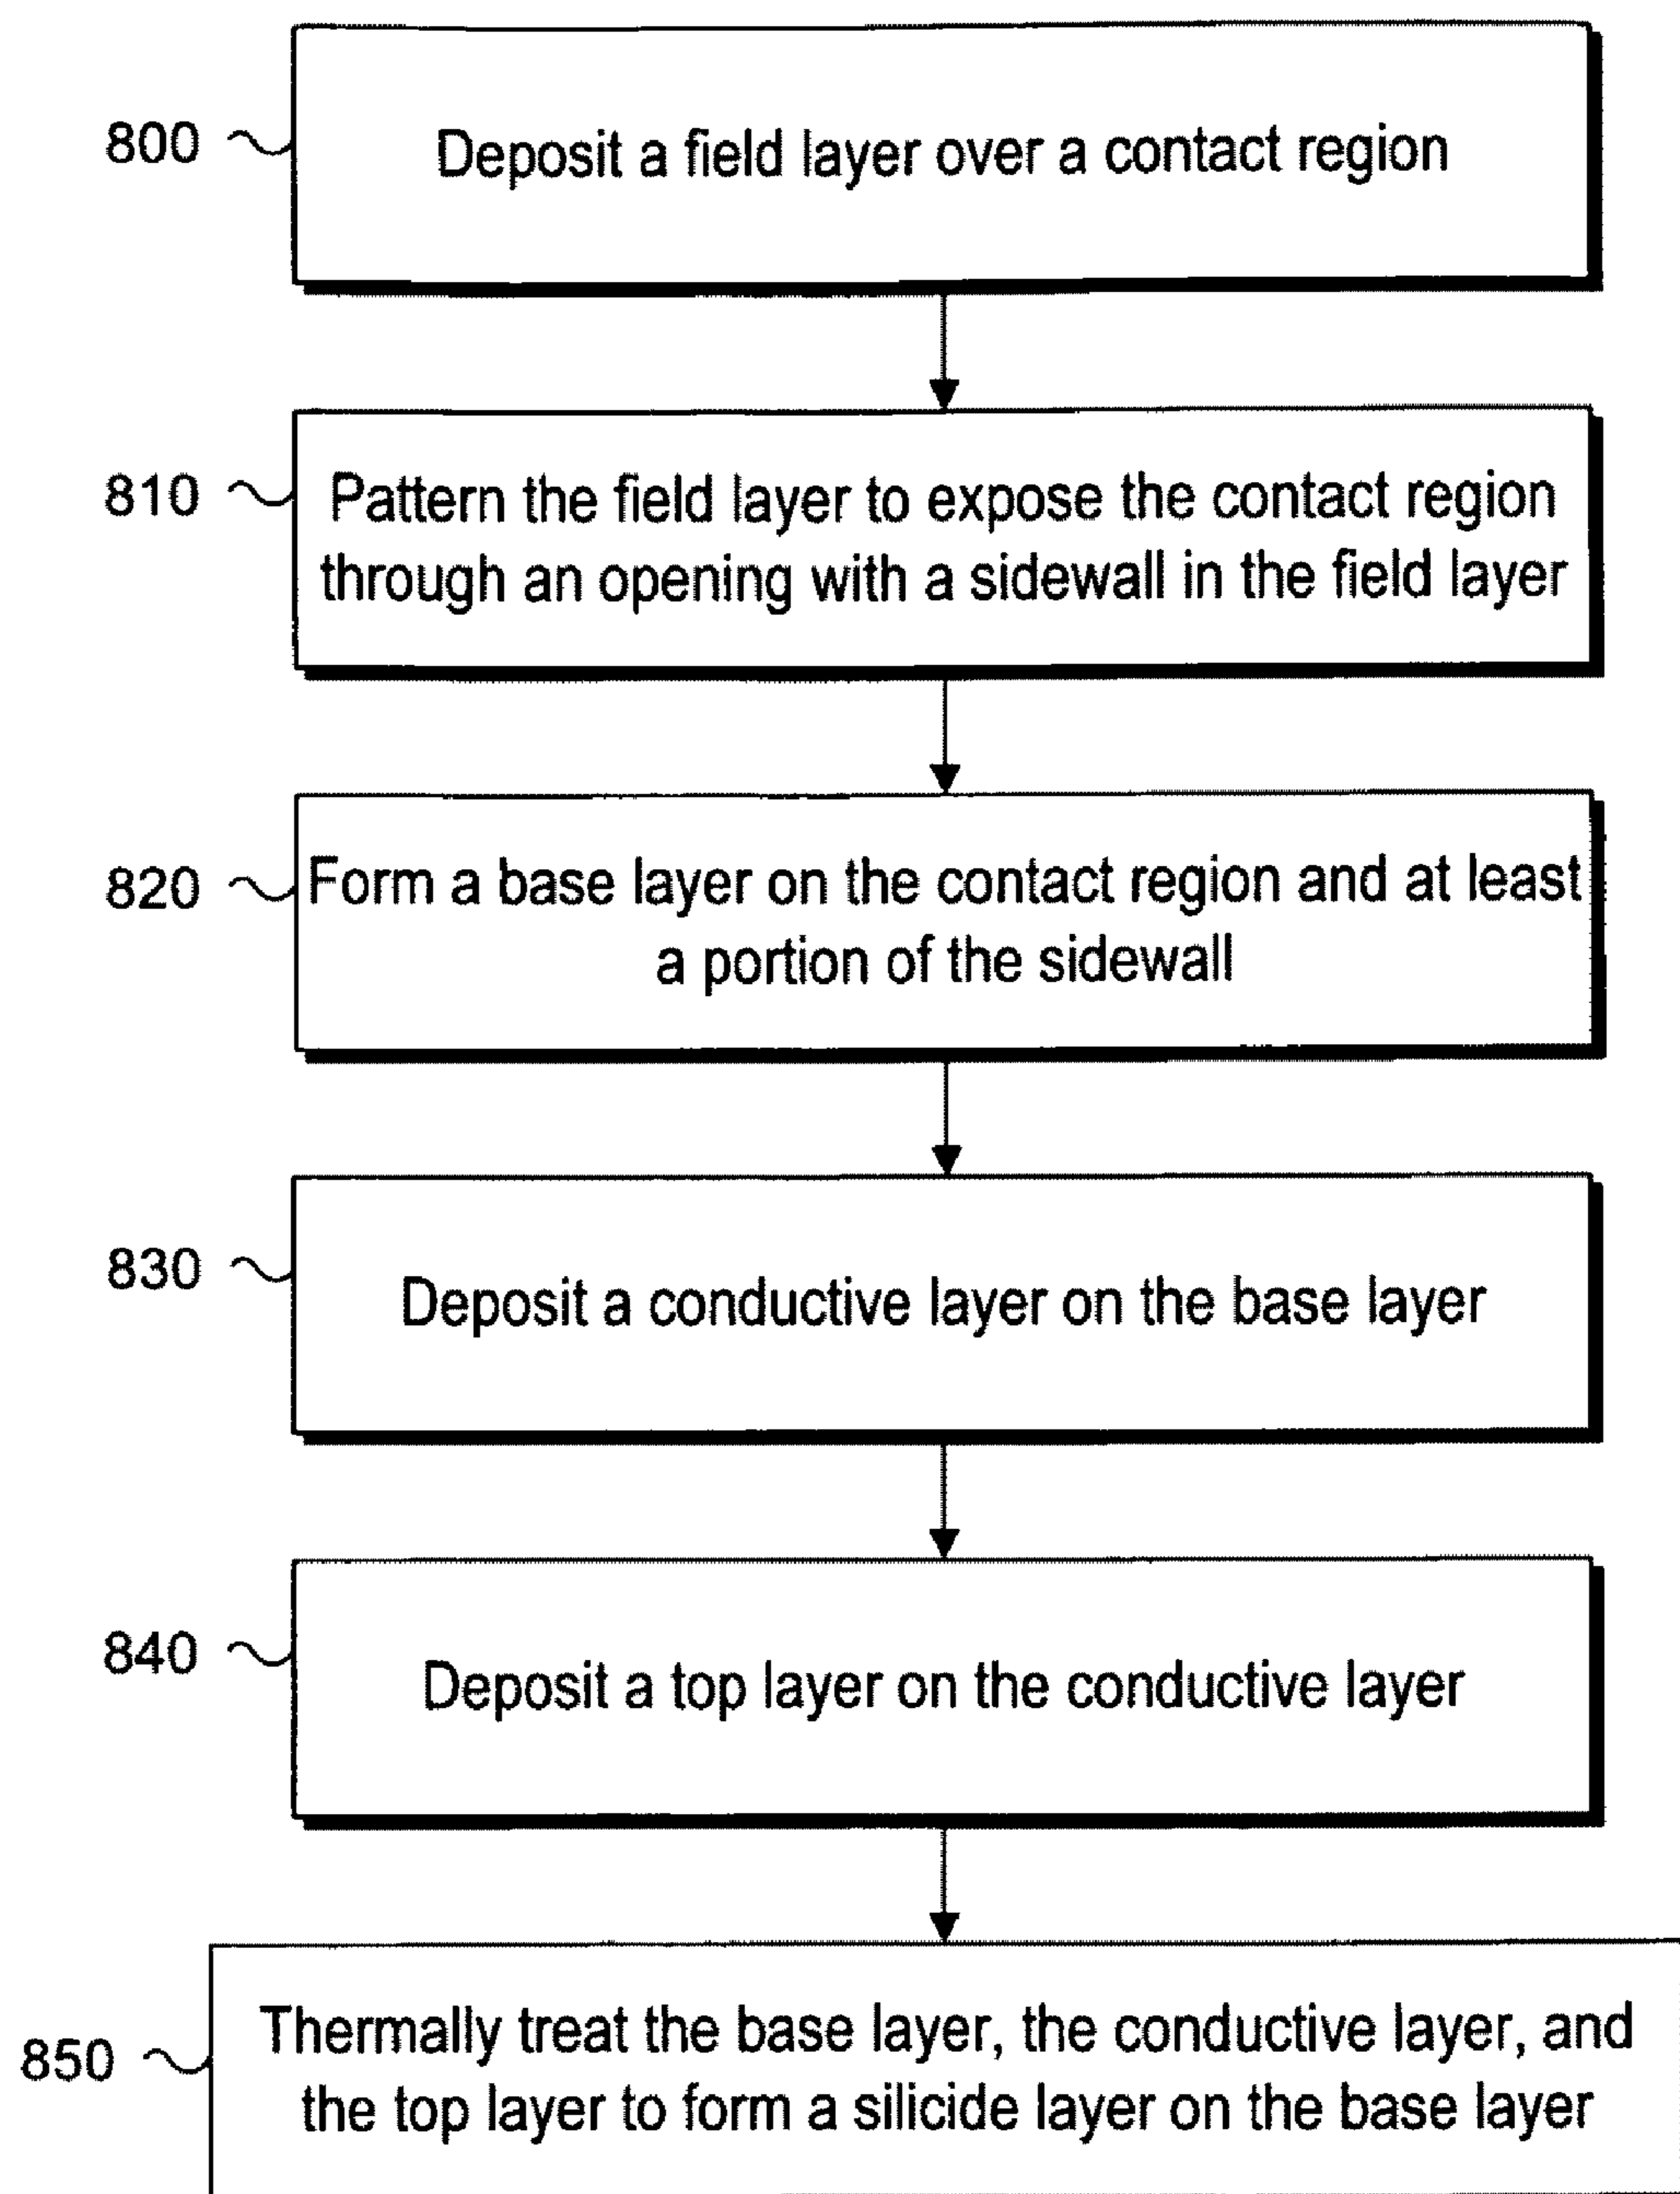 800
Deposit a field layer over a contact region
810
Pattern the field layer to expose the contact region
through an opening with a sidewall in the field layer
820
Form a base layer on the contact region and at least
a portion of the sidewall
830
Deposit a conductive layer on the base layer
840
Deposit a top layer on the conductive layer
850
Thermally treat the base layer, the conductive layer, and
the top layer to form a silicide layer on the base layer